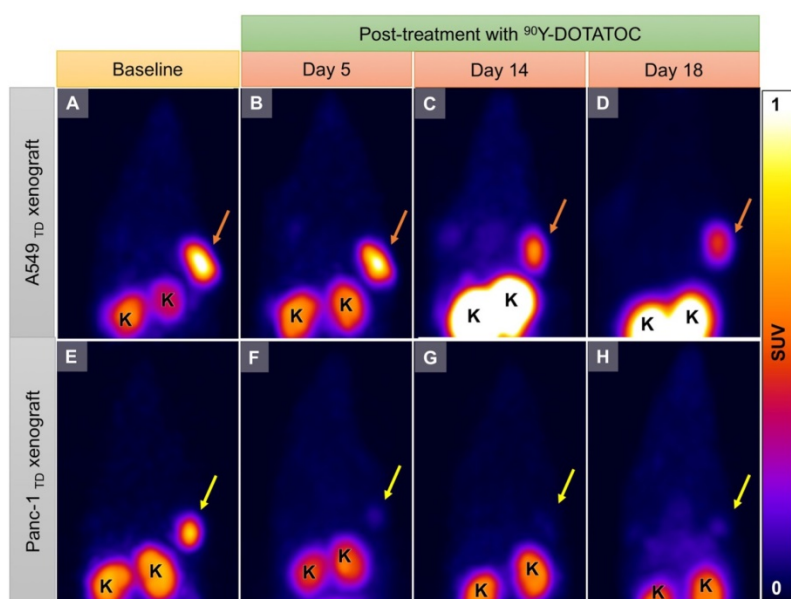 Post-treatment with ⁹⁰Y-DOTATOC
Baseline
Day 5
Day 14
Day 18
A549 TD xenograft
A
K
K
B
K
K
C
K
K
D
K
K
1
SUV
0
Panc-1 TD xenograft
E
K
K
F
K
K
G
K
K
H
K
K